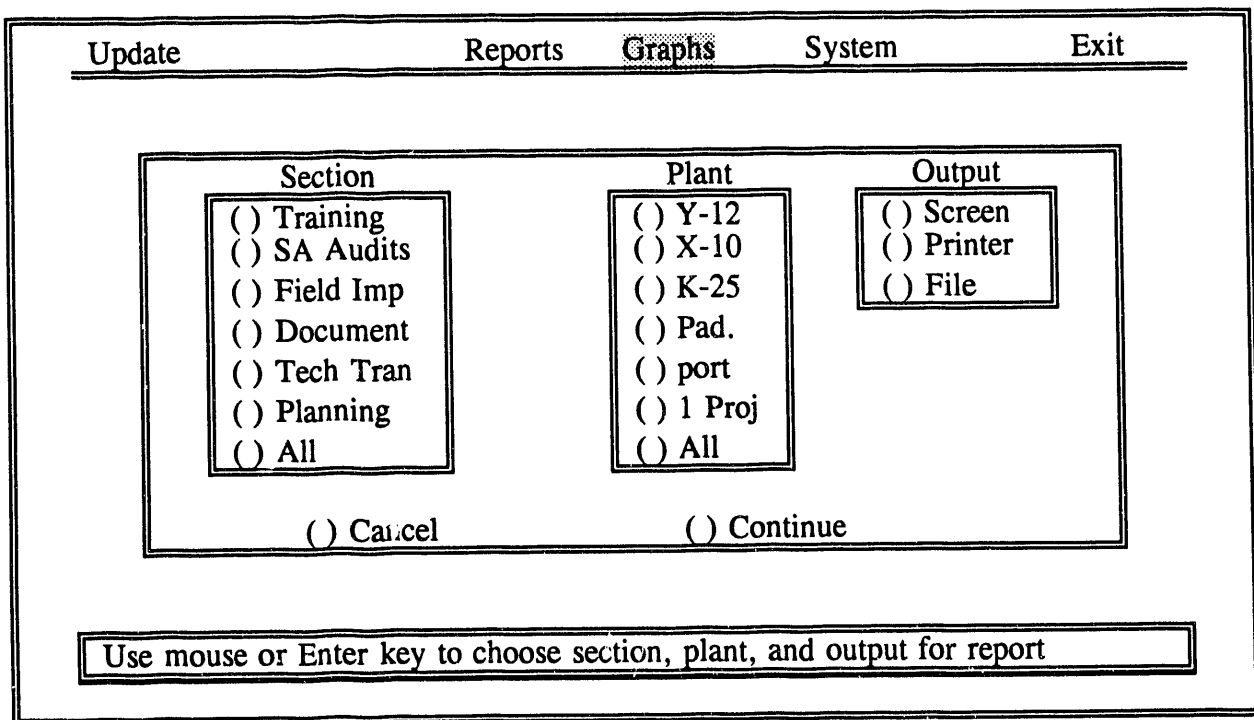 Update Reports Graphs System Exit
Section Plant Output
( ) Training ( ) Y-12 ( ) Screen
( ) SA Audits ( ) X-10 ( ) Printer
( ) Field Imp ( ) K-25 ( ) File
( ) Document ( ) Pad.
( ) Tech Tran ( ) port
( ) Planning ( ) 1 Proj
( ) All ( ) All
( ) Cancel ( ) Continue
Use mouse or Enter key to choose section, plant, and output for report